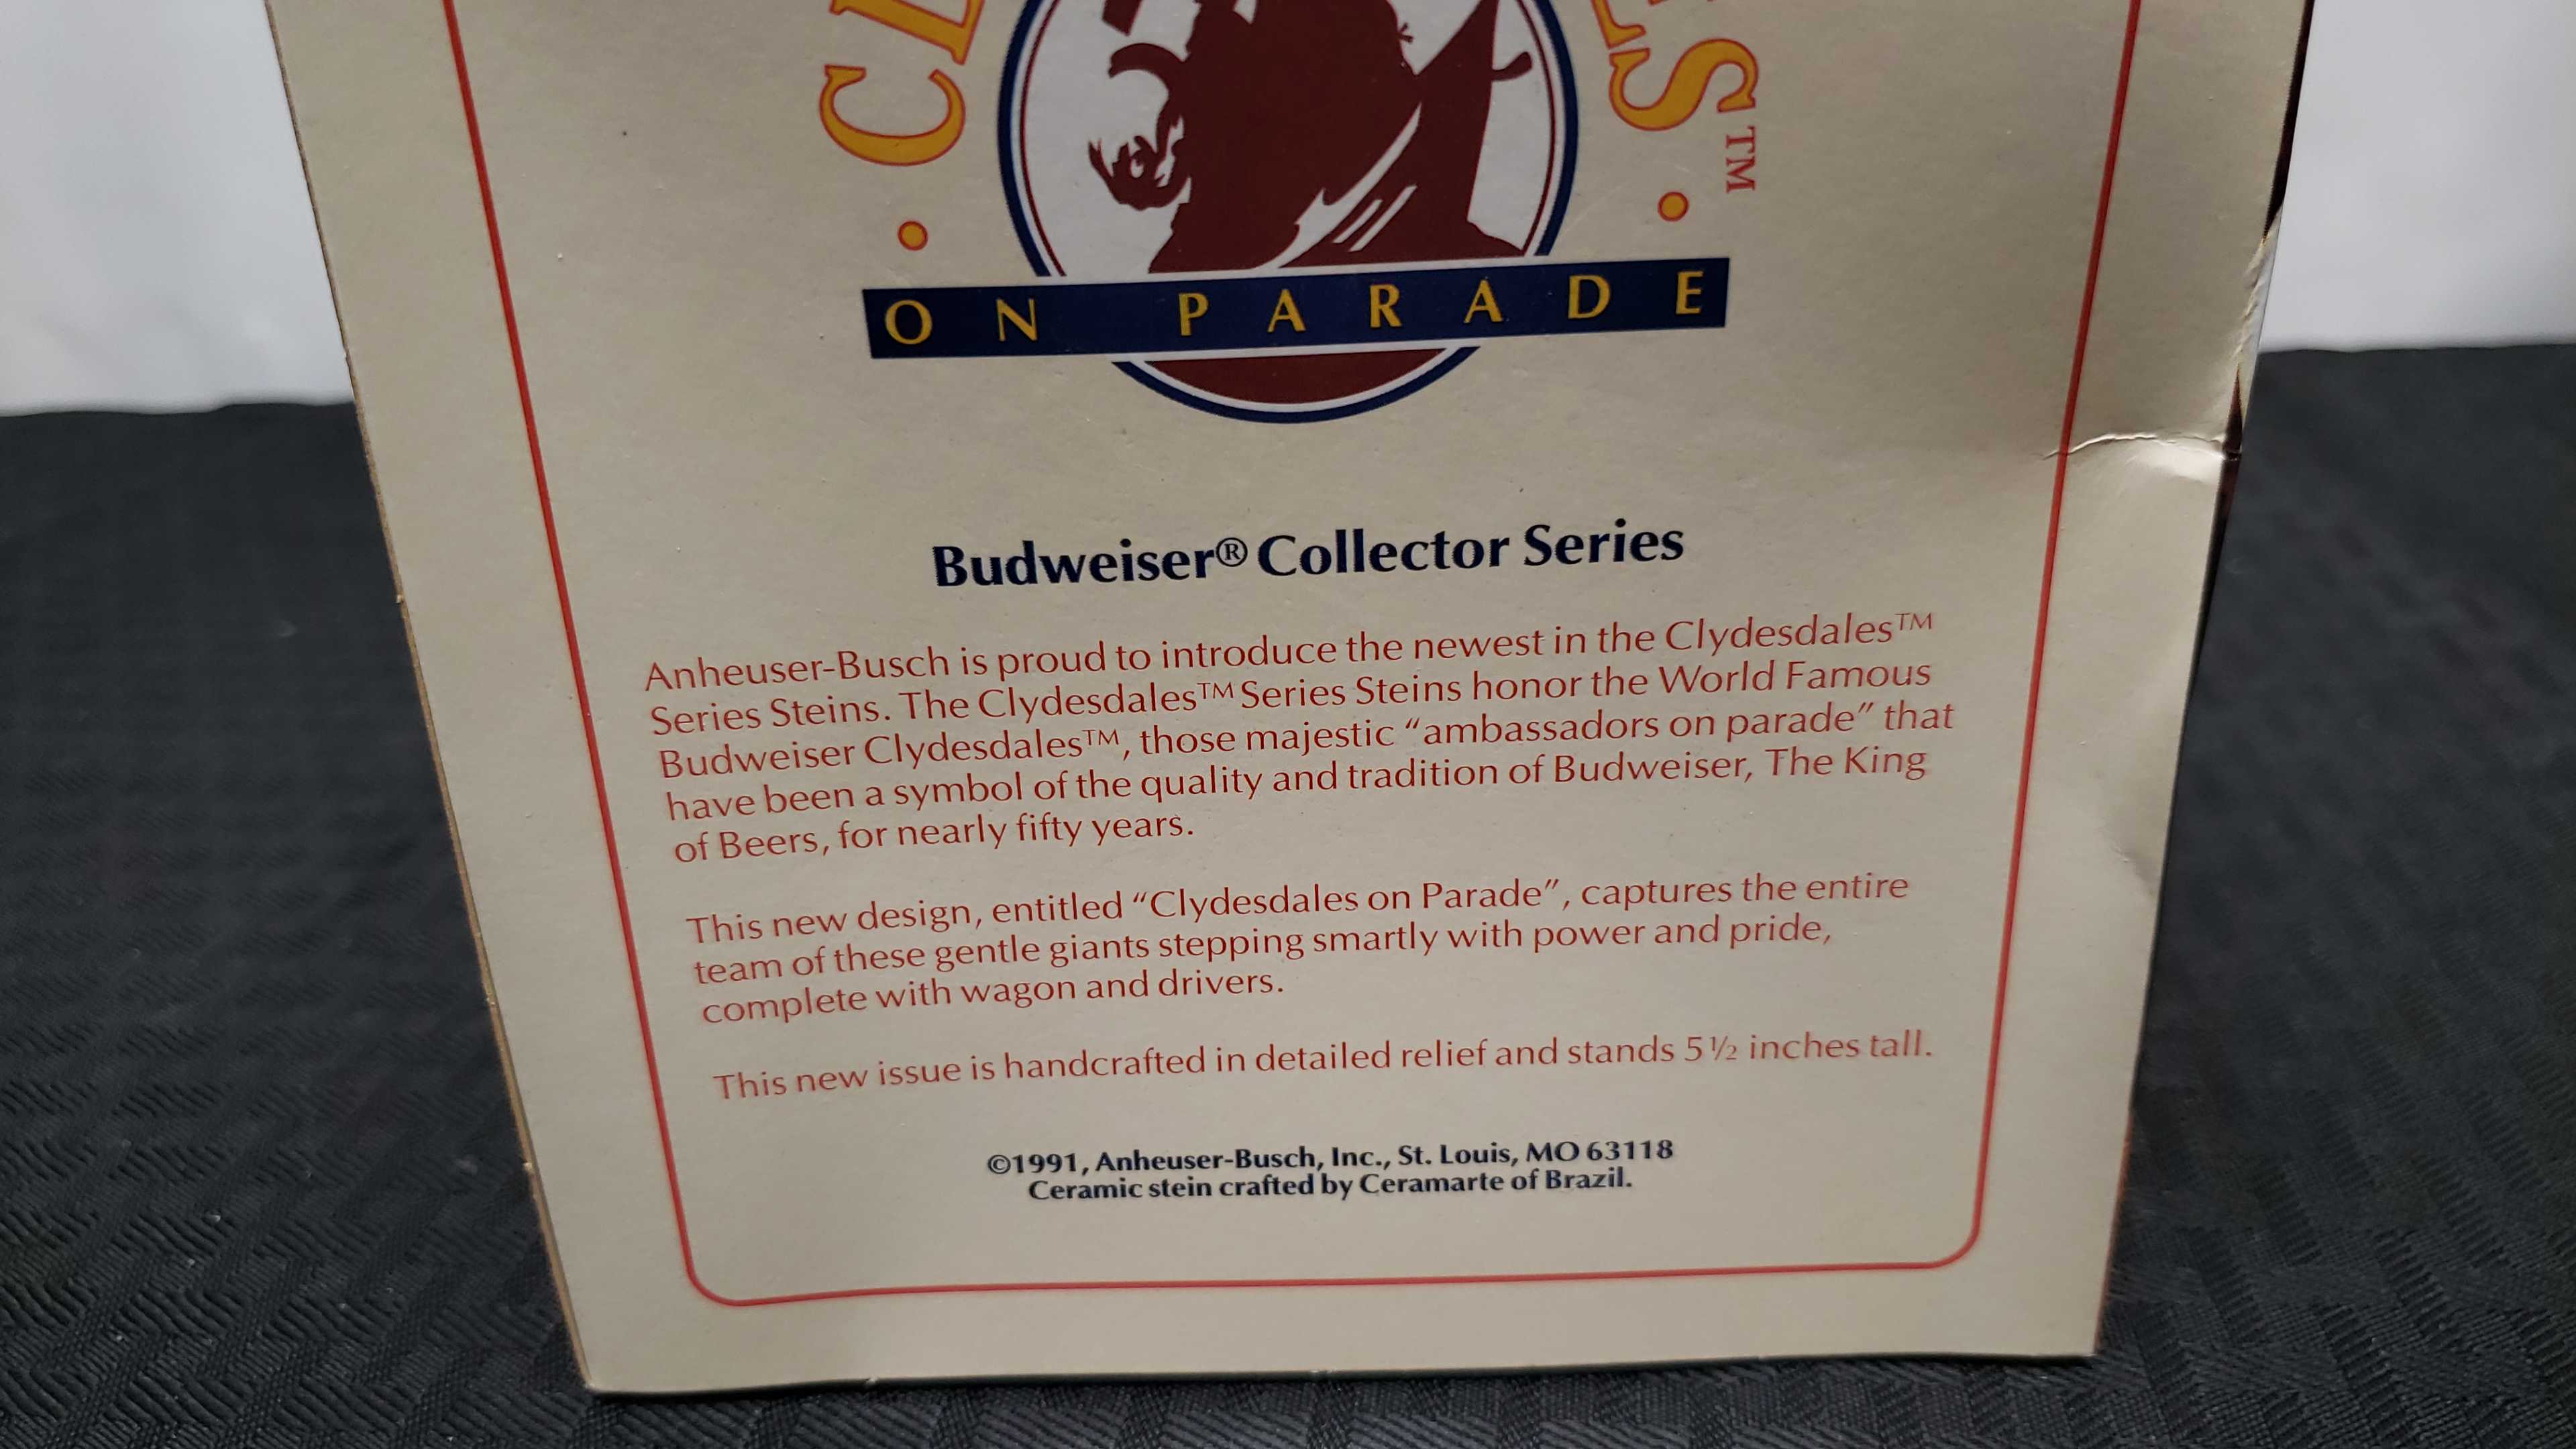 ON PARADE
Budweiser® Collector Series
Anheuser-Busch is proud to introduce the newest in the Clydesdales™
Series Steins. The Clydesdales™ Series Steins honor the World Famous
Budweiser Clydesdales™, those majestic “ambassadors on parade” that
have been a symbol of the quality and tradition of Budweiser, The King
of Beers, for nearly fifty years.
This new design, entitled “Clydesdales on Parade”, captures the entire
team of these gentle giants stepping smartly with power and pride,
complete with wagon and drivers.
This new issue is handcrafted in detailed relief and stands 5½ inches tall.
©1991, Anheuser-Busch, Inc., St. Louis, MO 63118
Ceramic stein crafted by Ceramarte of Brazil.